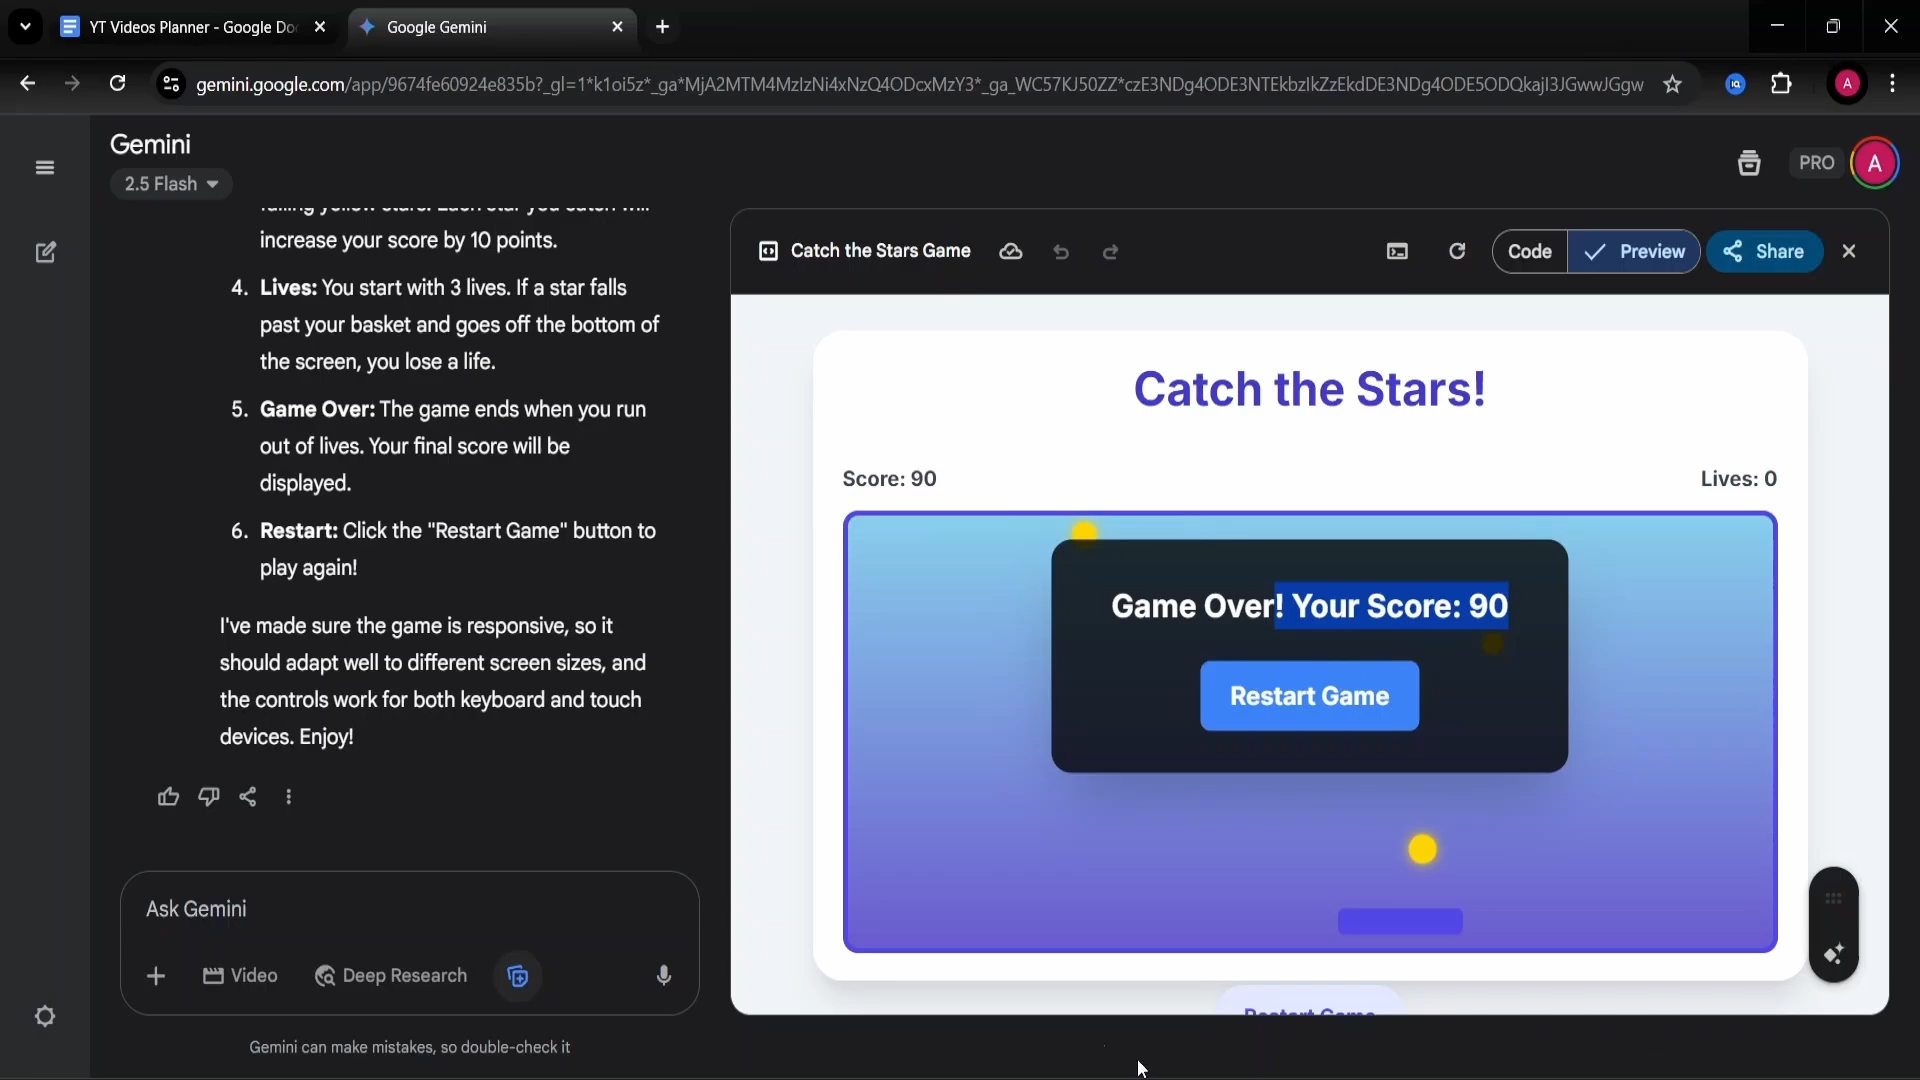 YT Videos Planner - Google Do
Google Gemini
gemini.google.com/app/9674fe60924e835b?_gl=1*k1oi5z*_ga*MjA2MTM4MzIzNi4xNzQ4ODcxMzY3*_ga_WC57KJ50ZZ*czE3NDg4ODE3NTEkbzIkZzEkdDE3NDg4ODE5ODQkajI3JGwwJGgw
A
Gemini
2.5 Flash
PRO
A
increase your score by 10 points.
4. Lives: You start with 3 lives. If a star falls
past your basket and goes off the bottom of
the screen, you lose a life.
5. Game Over: The game ends when you run
out of lives. Your final score will be
displayed.
6. Restart: Click the "Restart Game" button to
play again!
I've made sure the game is responsive, so it
should adapt well to different screen sizes, and
the controls work for both keyboard and touch
devices. Enjoy!
Ask Gemini
Video
Deep Research
Gemini can make mistakes, so double-check it
Catch the Stars Game
Code
Preview
Share
Catch the Stars!
Score: 90
Lives: 0
Game Over! Your Score: 90
Restart Game
Restart Game